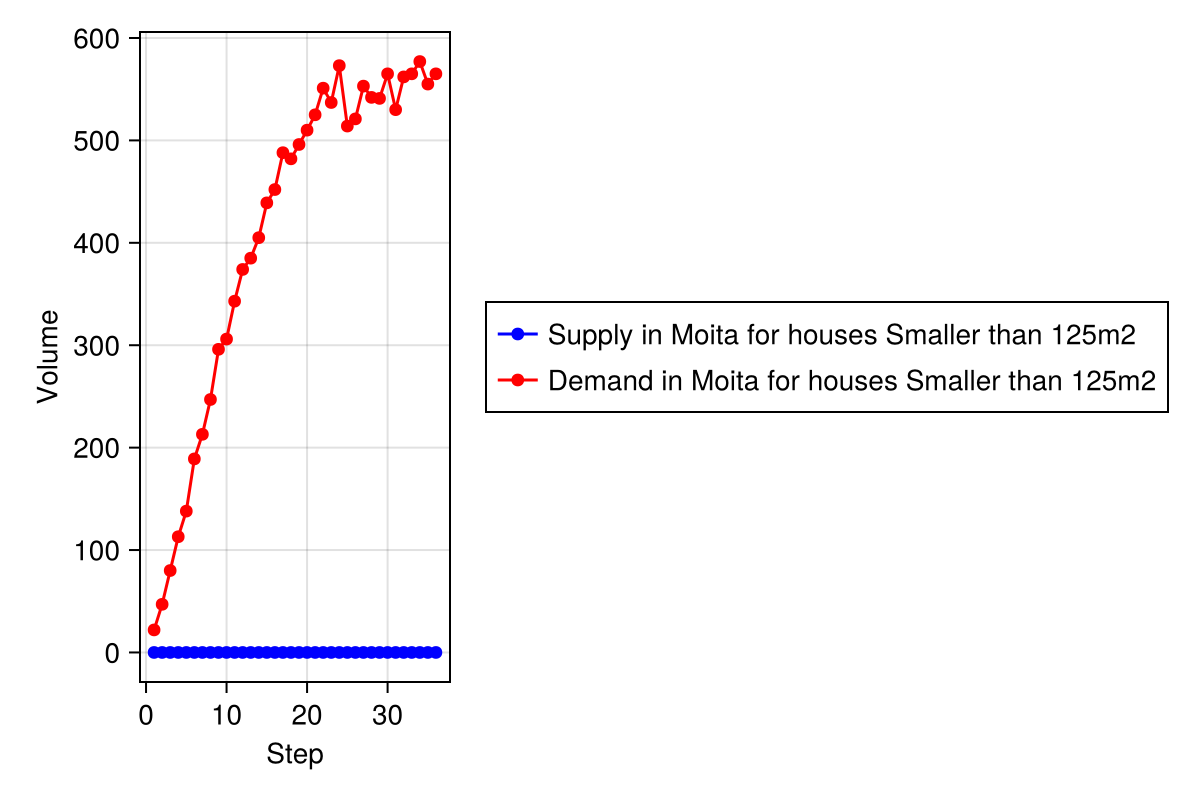 600
500
400
300
200
100
0
Volume
0 10 20 30
Step
Supply in Moita for houses Smaller than 125m2
Demand in Moita for houses Smaller than 125m2